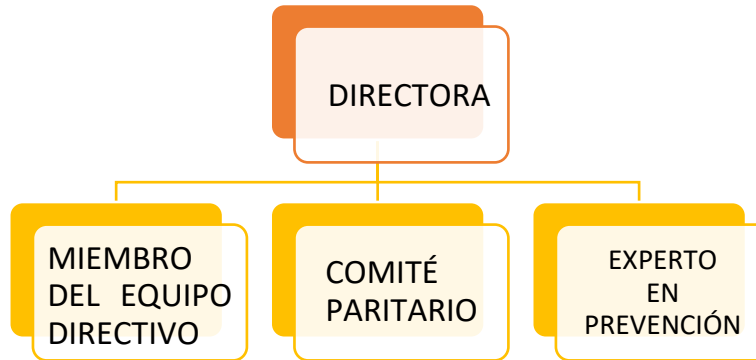 DIRECTORA
MIEMBRO
DEL EQUIPO
DIRECTIVO
COMITÉ
PARITARIO
EXPERTO
EN
PREVENCIÓN